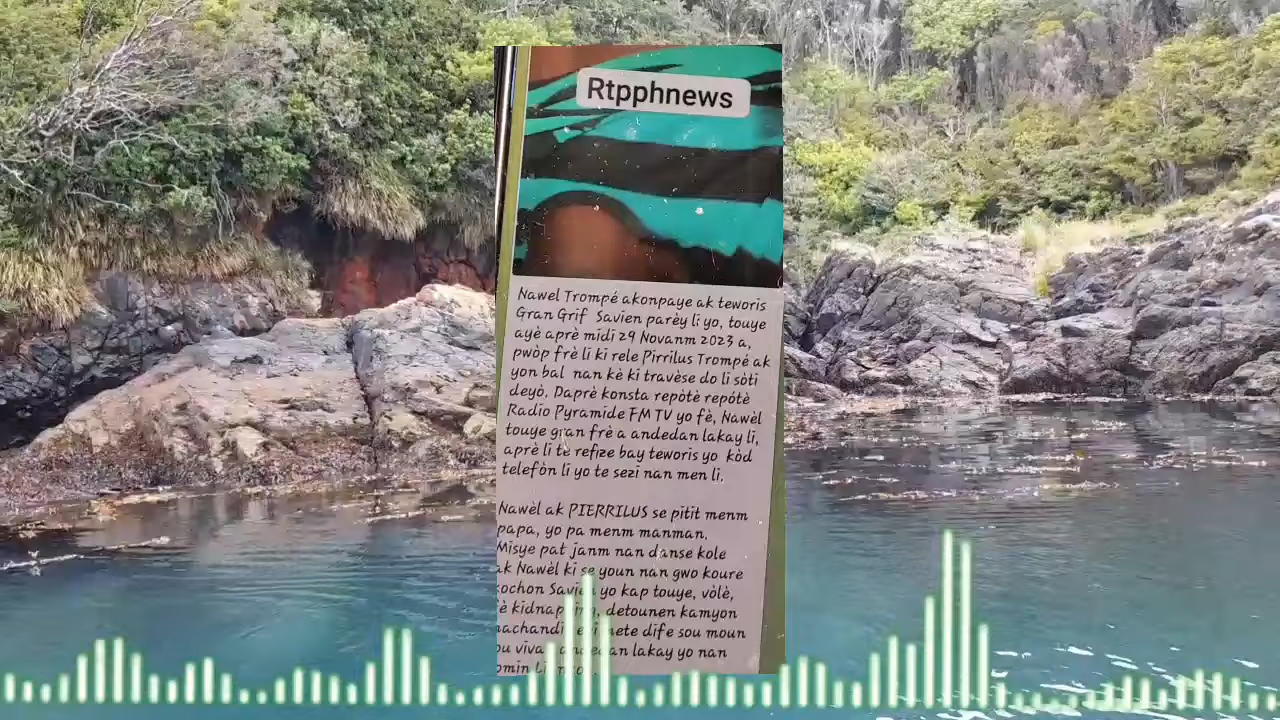 Rtpphnews
Nawel Trompé akonpaye ak teworis
Gran Grif Savien parèy li yo, touye
ayè aprè midi 29 Novanm 2023 a,
pwòp frè li ki rele Pirrilus Trompé ak
yon bal nan kè ki travèse do li sòti
deyò, Daprè konsta repòtè repòtè
Radio Pyramide FM TV yo fè, Nawèl
touye gran frè a andedan lakay li,
aprè li te refize bay teworis yo kòd
telefòn li yo te sezi nan men li.
Nawèl ak PIERRILUS se pitit menm
papa, yo pa menm manman.
Misye pat janm nan danse kole
ak Nawèl ki se youn nan gwo koure
kochon Savien yo kap touye, vòlè,
detounen kamyon
mete dife sou moun
lakay yo nan